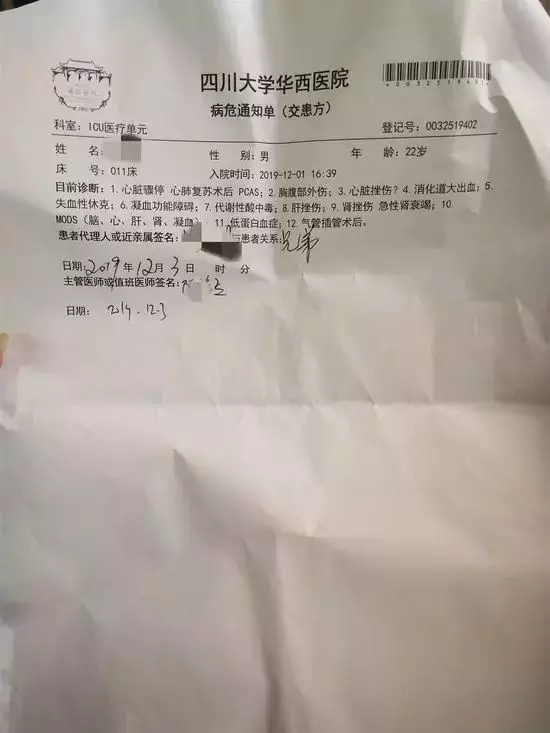 四川大学华西医院
病危通知单（交患方）
科室：ICU医疗单元 登记号：0032519402
姓 名： 性 别：男 年 龄：22岁
床 号：011床 入院时间：2019-12-01 16:39
目前诊断：1.心脏骤停 心肺复苏术后 PCAS；2.胸腹部外伤；3.心脏挫伤？4.消化道大出血；5.
失血性休克；6.凝血功能障碍；7.代谢性酸中毒；8.肝挫伤；9.肾挫伤 急性肾衰竭；10
MODS（脑、心、肝、肾、凝血）；11.低蛋白血症；12.气管插管术后。
患者代理人或近亲属签名： 与患者关系：兄弟
日期：2019年12月3日 时 分
主管医师或值班医师签名：
日期： 2019.12.3